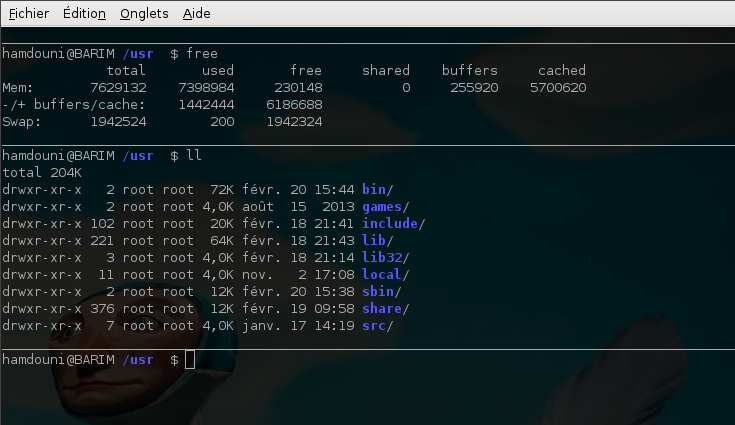 Fichier Édition Onglets Aide
hamdouni@BARIM /usr  $ free
             total       used       free     shared    buffers     cached
Mem:       7629132    7398984     230148          0     255920    5700620
-/+ buffers/cache:    1442444    6186688
Swap:      1942524        200    1942324
hamdouni@BARIM /usr  $ ll
total 204K
drwxr-xr-x   2 root root  72K févr. 20 15:44 bin/
drwxr-xr-x   2 root root 4,0K août  15  2013 games/
drwxr-xr-x 102 root root  20K févr. 18 21:41 include/
drwxr-xr-x 221 root root  64K févr. 18 21:43 lib/
drwxr-xr-x   3 root root 4,0K févr. 18 21:14 lib32/
drwxr-xr-x  11 root root 4,0K nov.   2 17:08 local/
drwxr-xr-x   2 root root  12K févr. 20 15:38 sbin/
drwxr-xr-x 376 root root  12K févr. 19 09:58 share/
drwxr-xr-x   7 root root 4,0K janv. 17 14:19 src/
hamdouni@BARIM /usr  $